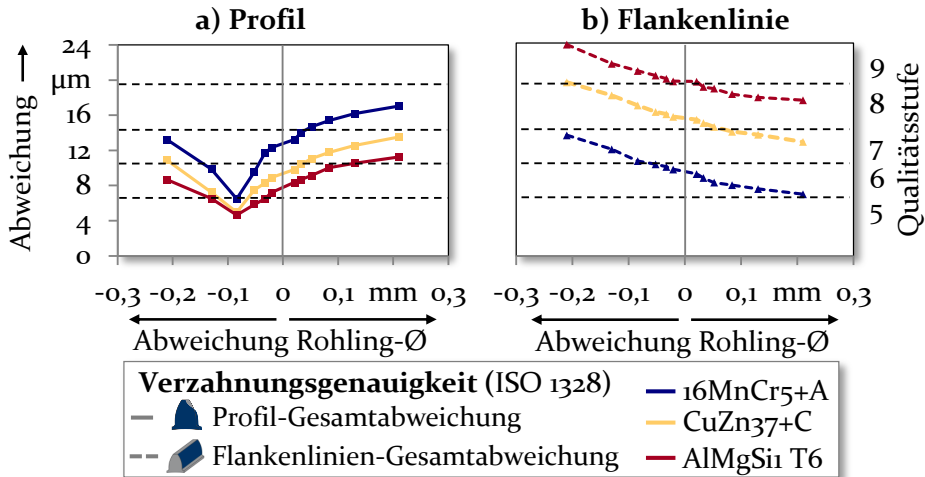 a) Profil
b) Flankenlinie
Abweichung
24
µm
16
12
8
4
0
-0,3 -0,2 -0,1 0 0,1 mm 0,3
Abweichung Rohling-Ø
-0,3 -0,2 -0,1 0 0,1 mm 0,3
Abweichung Rohling-Ø
9
8
7
6
5
Qualitätsstufe
Verzahnungsgenauigkeit (ISO 1328)
Profil-Gesamtabweichung
Flankenlinien-Gesamtabweichung
16MnCr5+A
CuZn37+C
AlMgSi1 T6